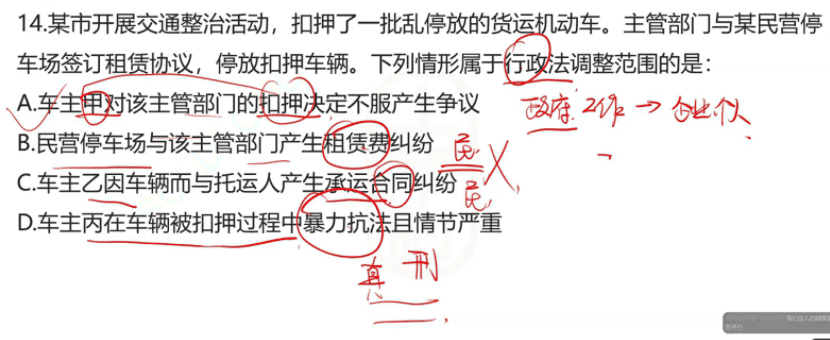 14.某市开展交通整治活动，扣押了一批乱停放的货运机动车。主管部门与某民营停
车场签订租赁协议，停放扣押车辆。下列情形属于行政法调整范围的是：
A.车主甲对该主管部门的扣押决定不服产生争议
政府 工作 → 企业 个人
B.民营停车场与该主管部门产生租赁费纠纷
民
C.车主乙因车辆而与托运人产生承运合同纠纷
民
D.车主丙在车辆被扣押过程中暴力抗法且情节严重
刑